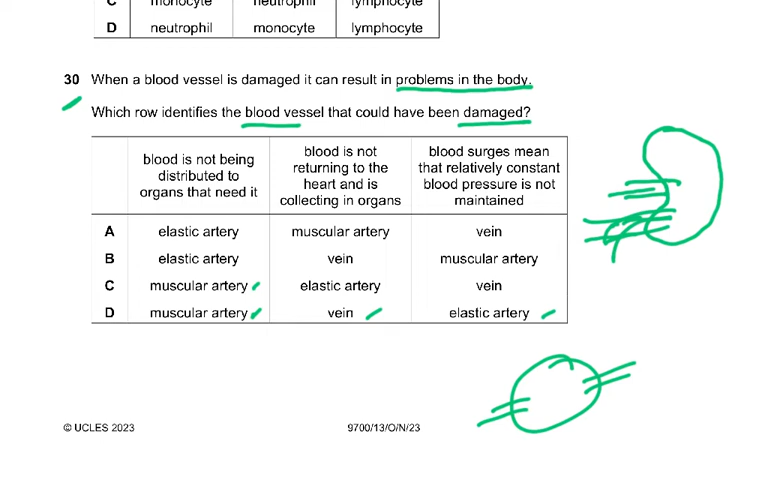 C monocyte neutrophil lymphocyte
D neutrophil monocyte lymphocyte
30 When a blood vessel is damaged it can result in problems in the body.
Which row identifies the blood vessel that could have been damaged?
blood is not being distributed to organs that need it
blood is not returning to the heart and is collecting in organs
blood surges mean that relatively constant blood pressure is not maintained
A elastic artery muscular artery vein
B elastic artery vein muscular artery
C muscular artery elastic artery vein
D muscular artery vein elastic artery
© UCLES 2023 9700/13/O/N/23